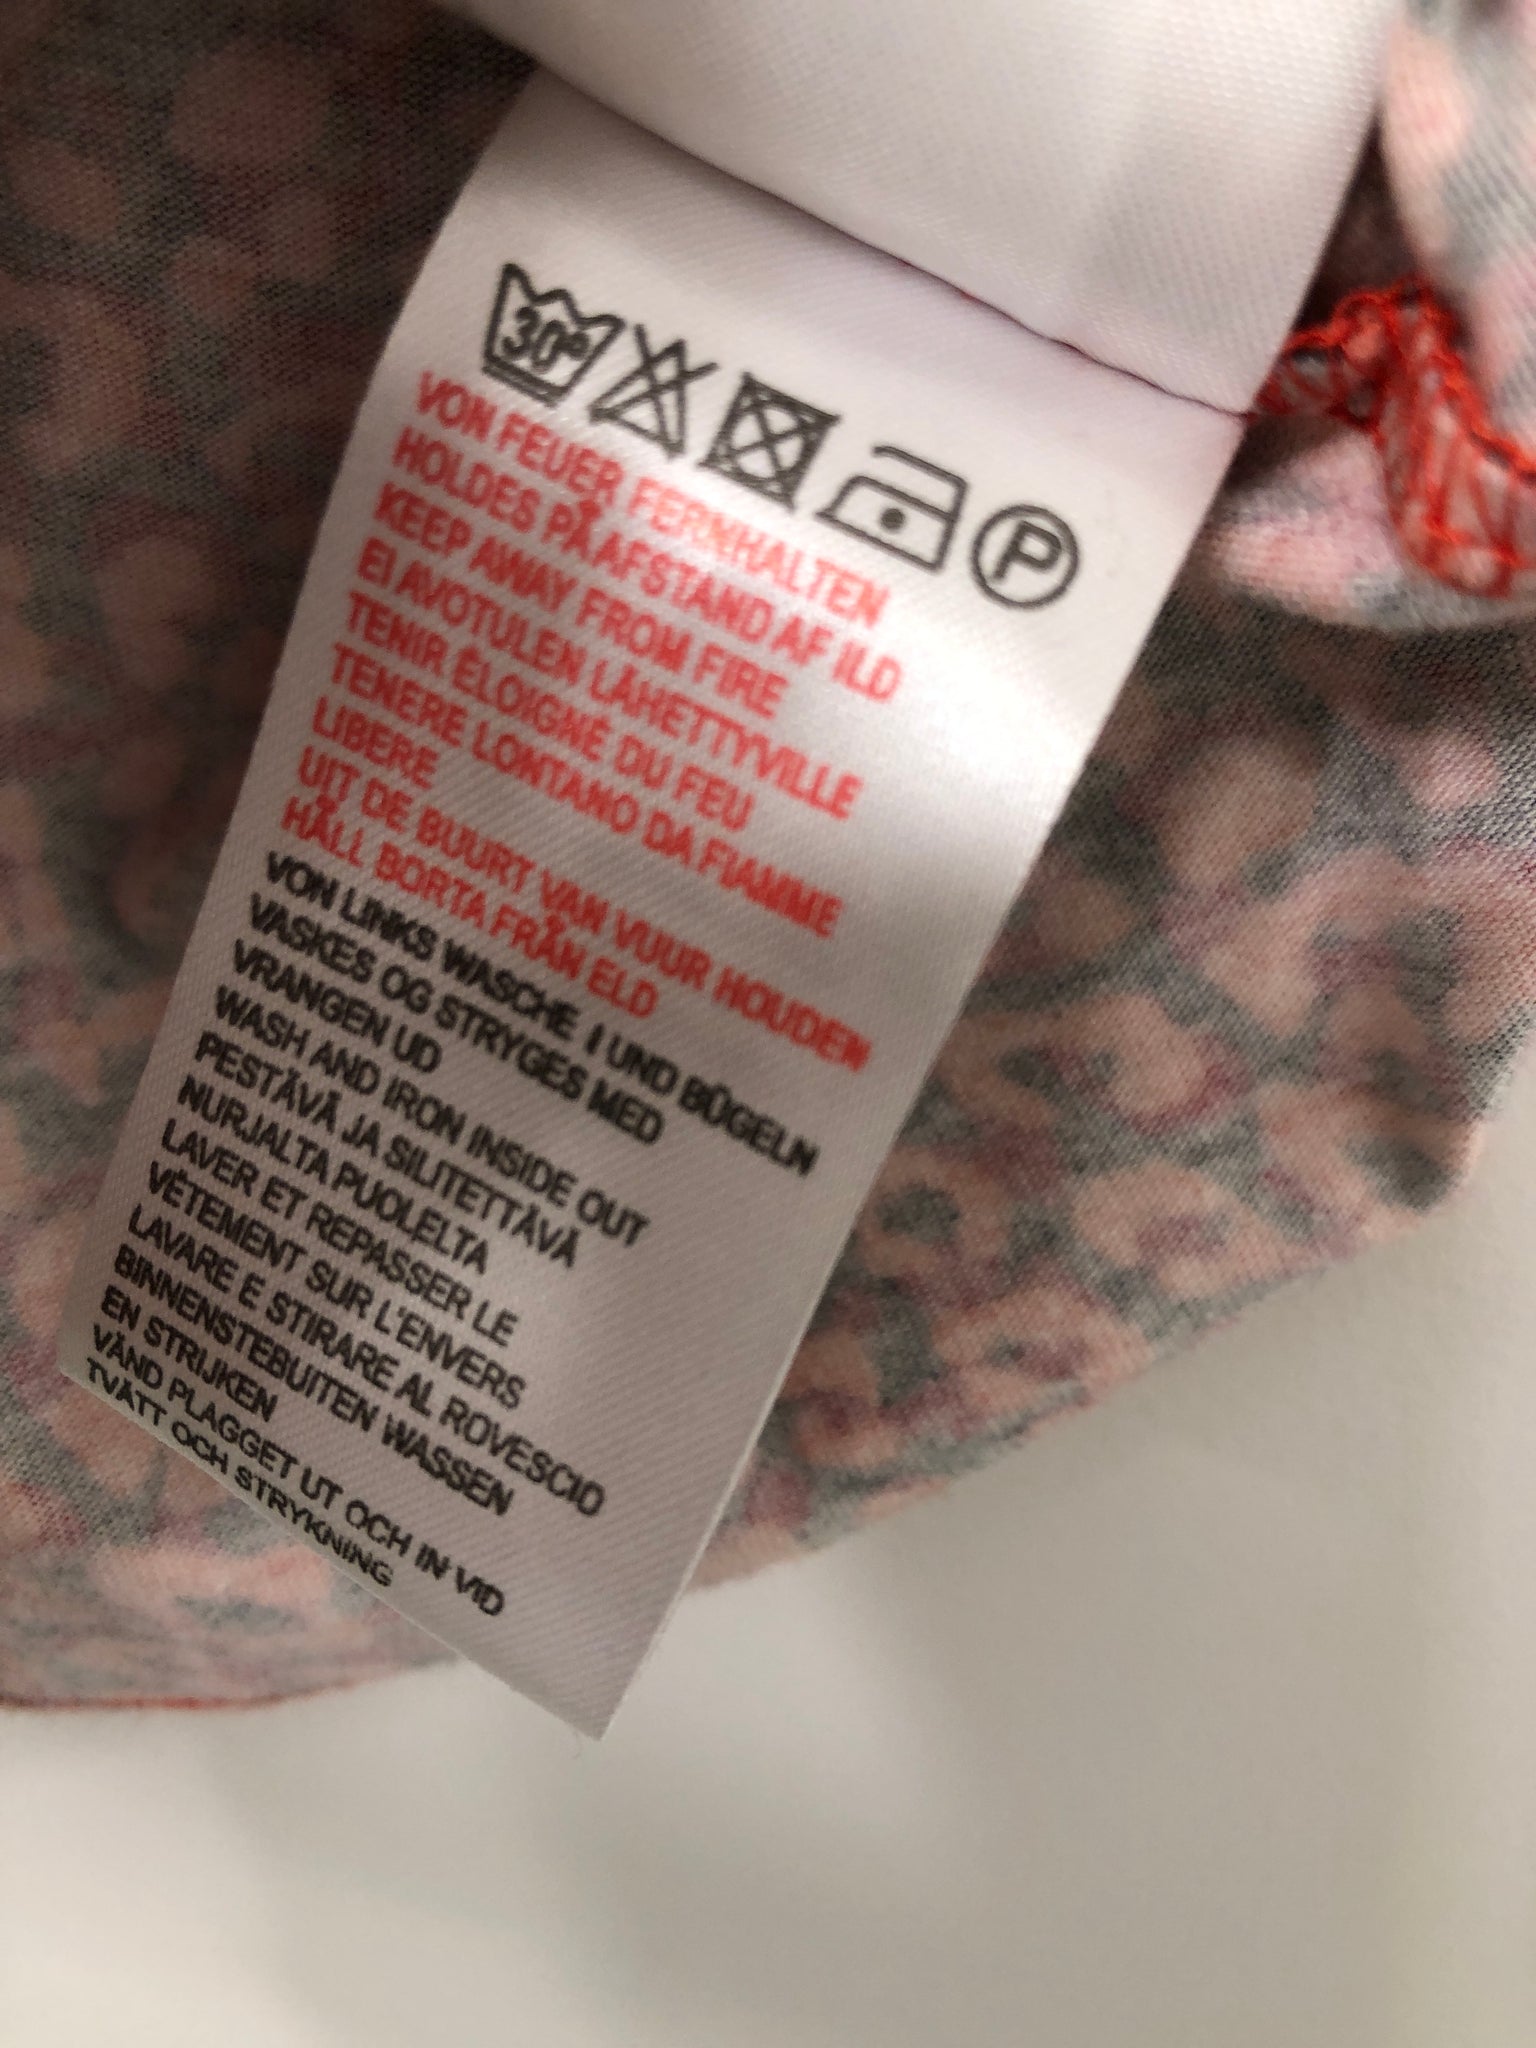 30°
P
VON FEUER FERNHALTEN
HOLDES PÅ AFSTAND AF ILD
KEEP AWAY FROM FIRE
EI AVOTULEN LÄHETTYVILLE
TENIR ÉLOIGNÉ DU FEU
TENERE LONTANO DA FIAMME
LIBERE
UIT DE BUURT VAN VUUR HOUDEN
HÅLL BORTA FRÅN ELD
VON LINKS WASCHE I UND BÜGELN
VASKES OG STRYGES MED
VRANGEN UD
WASH AND IRON INSIDE OUT
PESTÄVÄ JA SILITETTÄVÄ
NURJALTA PUOLELTA
LAVER ET REPASSER LE
VÊTEMENT SUR L'ENVERS
LAVARE E STIRARE AL ROVESCIO
BINNENSTEBUITEN WASSEN
EN STRIJKEN
VÄND PLAGGET UT OCH IN VID
TVÄTT OCH STRYKNING